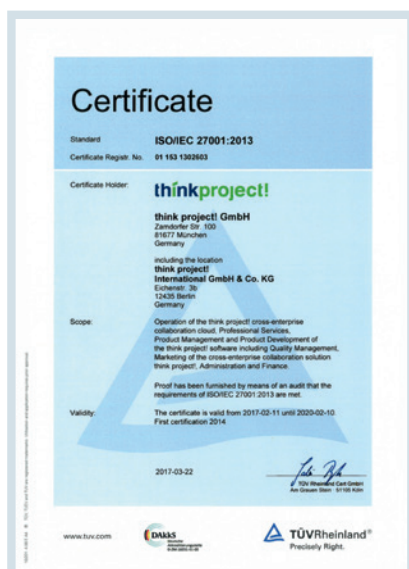 Certificate
Standard ISO/IEC 27001:2013
Certificate Registr. No. 01 153 1302603
Certificate Holder: thinkproject!
think project! GmbH
Zamdorfer Str. 100
81677 München
Germany
including the location
think project!
International GmbH & Co. KG
Eichenstr. 3b
12435 Berlin
Germany
Scope: Operation of the think project! cross-enterprise
collaboration cloud, Professional Services,
Product Management and Product Development of
the think project! software including Quality Management,
Marketing of the cross-enterprise collaboration solution
think project!, Administration and Finance.
Proof has been furnished by means of an audit that the
requirements of ISO/IEC 27001:2013 are met.
Validity: The certificate is valid from 2017-02-11 until 2020-02-10.
First certification 2014
2017-03-22
TÜV Rheinland Cert GmbH
Am Grauen Stein · 51105 Köln
www.tuv.com
DAkkS
Deutsche
Akkreditierungsstelle
TÜVRheinland®
Precisely Right.